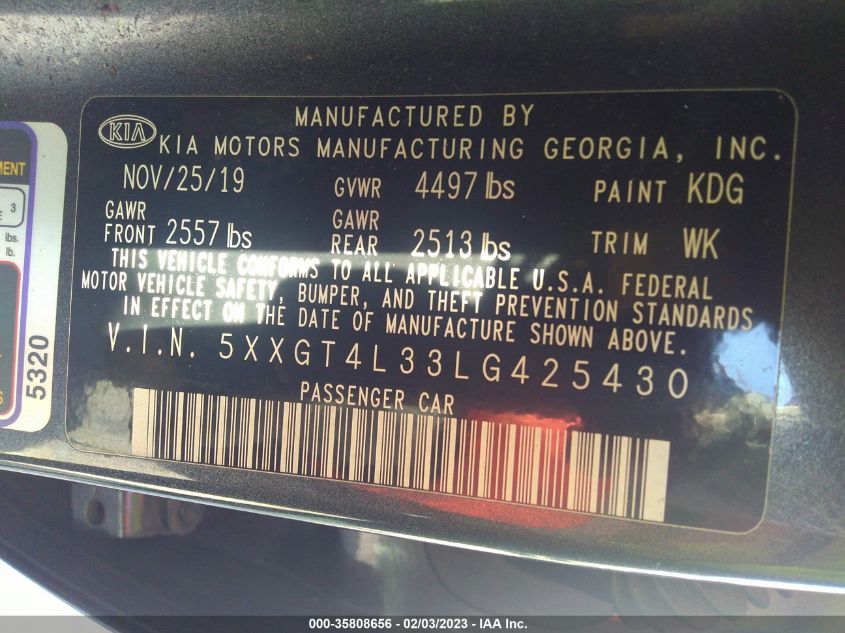 MANUFACTURED BY
KIA KIA MOTORS MANUFACTURING GEORGIA, INC.
NOV/25/19 GVWR 4497 lbs PAINT KDG
GAWR FRONT 2557 lbs GAWR REAR 2513 lbs TRIM WK
THIS VEHICLE CONFORMS TO ALL APPLICABLE U.S.A. FEDERAL
MOTOR VEHICLE SAFETY, BUMPER, AND THEFT PREVENTION STANDARDS
IN EFFECT ON THE DATE OF MANUFACTURE SHOWN ABOVE.
V.I.N. 5XXGT4L33LG425430
PASSENGER CAR
3
lbs.
lb.
5320
000-35808656 - 02/03/2023 - IAA Inc.